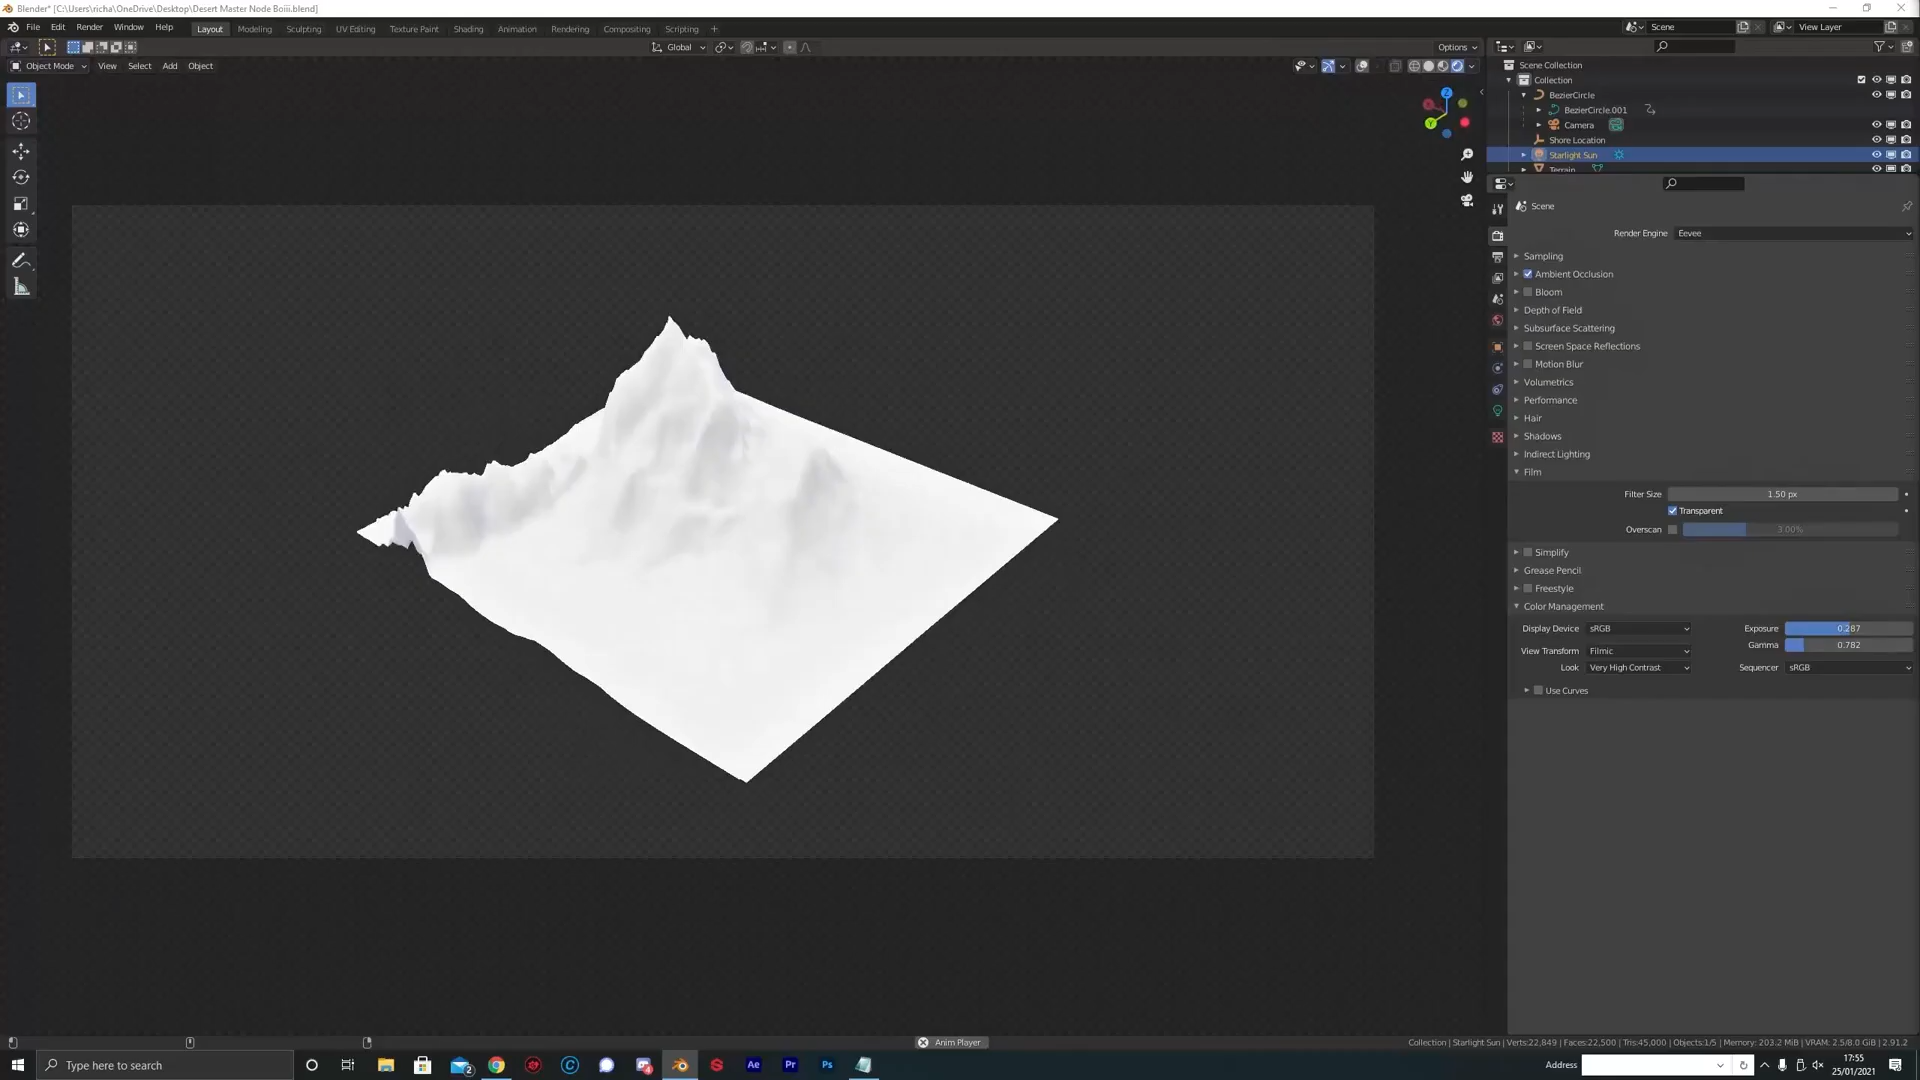 Blender* [C:\Users\richa\OneDrive\Desktop\Desert Master Node Boiii.blend]
File Edit Render Window Help Layout Modeling Sculpting UV Editing Texture Paint Shading Animation Rendering Compositing Scripting + Scene View Layer
Global Options
Object Mode View Select Add Object
Scene Collection
Collection
BezierCircle
BezierCircle.001
Camera
Shore Location
Starlight Sun
Terrain
Z
Y
Scene
Render Engine Eevee
Sampling
Ambient Occlusion
Bloom
Depth of Field
Subsurface Scattering
Screen Space Reflections
Motion Blur
Volumetrics
Performance
Hair
Shadows
Indirect Lighting
Film
Filter Size 1.50 px
Transparent
Overscan 3.00%
Simplify
Grease Pencil
Freestyle
Color Management
Display Device sRGB Exposure 0.287
View Transform Filmic Gamma 0.782
Look Very High Contrast Sequencer sRGB
Use Curves
Anim Player
Collection | Starlight Sun | Verts:22,849 | Faces:22,500 | Tris:45,000 | Objects:1/5 | Memory: 203.2 MiB | VRAM: 2.5/8.0 GiB | 2.91.2
Type here to search 2 4 Ae Pr Ps Address 17:55
25/01/2021